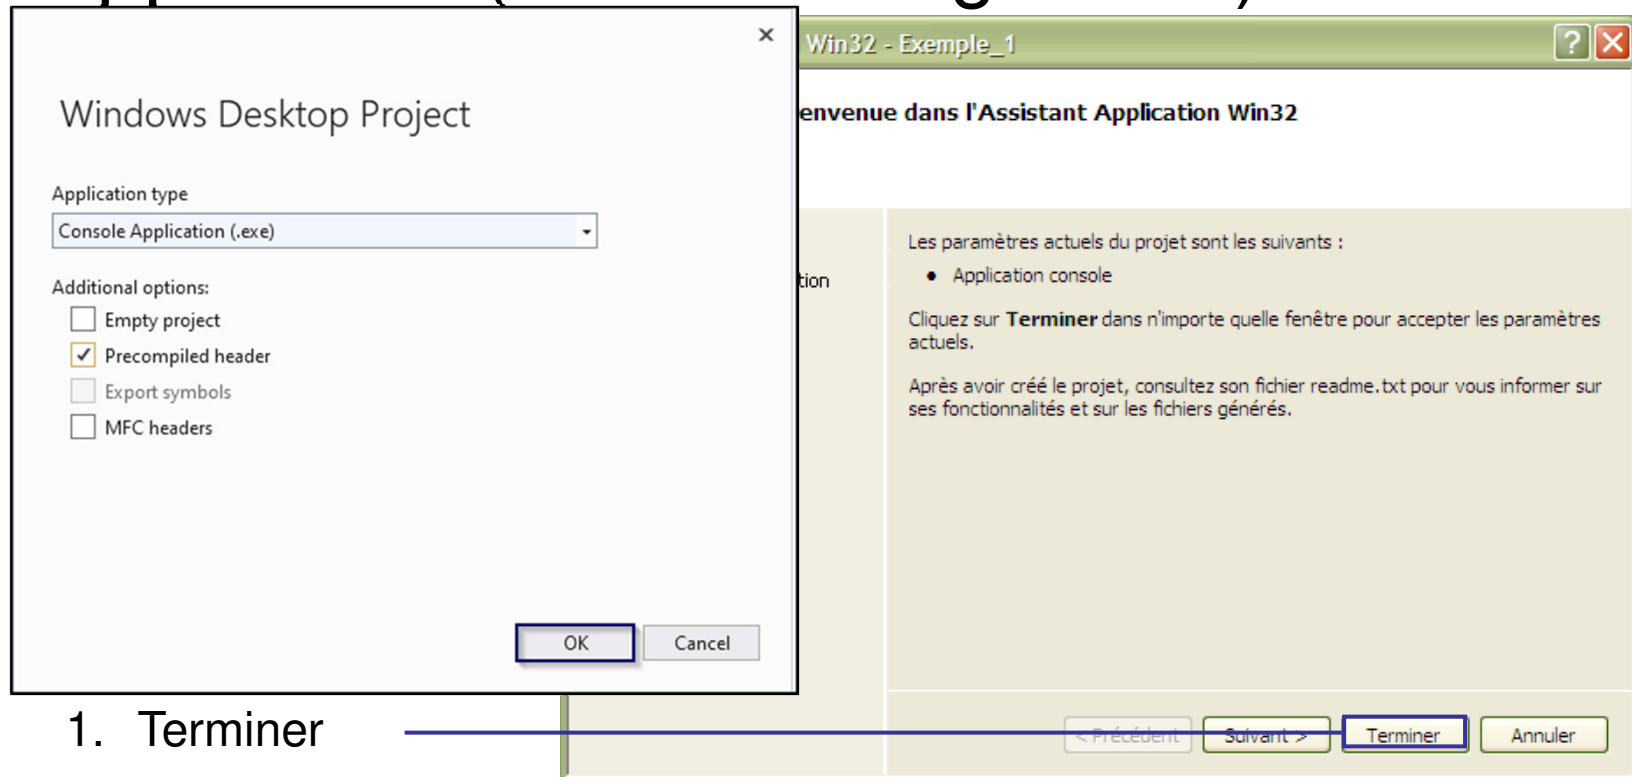 Windows Desktop Project
Application type
Console Application (.exe)
Additional options:
Empty project
Precompiled header
Export symbols
MFC headers
OK Cancel
Win32 - Exemple_1
envenue dans l'Assistant Application Win32
tion
Les paramètres actuels du projet sont les suivants :
• Application console
Cliquez sur Terminer dans n'importe quelle fenêtre pour accepter les paramètres
actuels.
Après avoir créé le projet, consultez son fichier readme.txt pour vous informer sur
ses fonctionnalités et sur les fichiers générés.
< Précédent Suivant > Terminer Annuler
1. Terminer